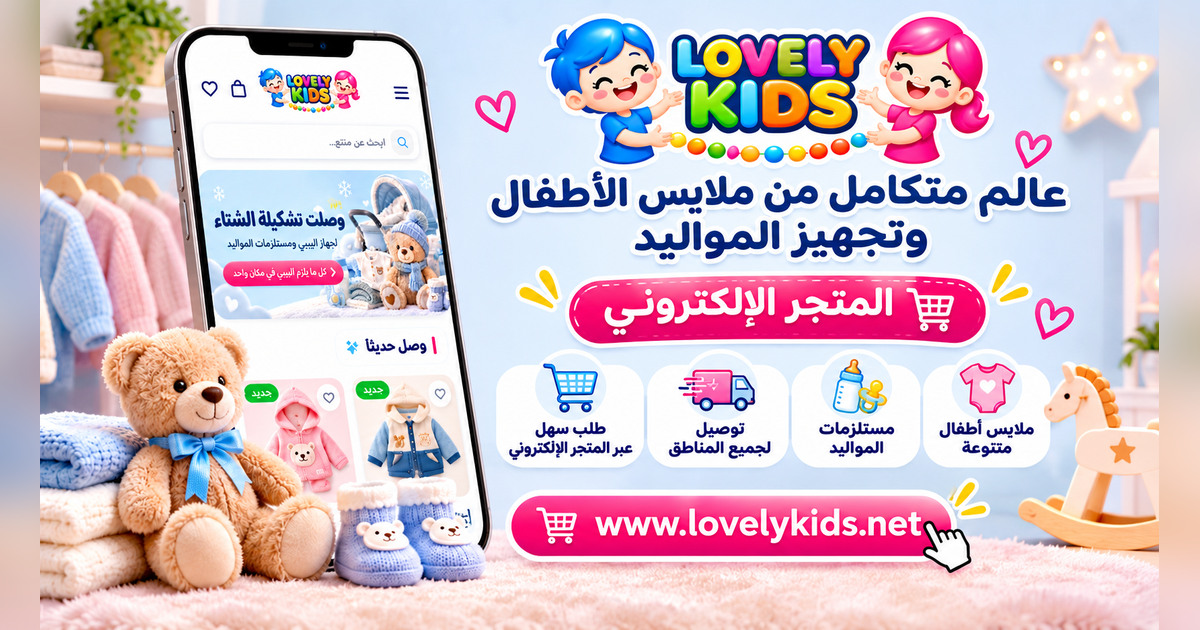 LOVELY
KIDS
ابحث عن منتج...
وصلت تشكيلة الشتاء
لجهاز البيبي ومستلزمات المواليد
كل ما يلزم البيبي في مكان واحد
وصل حديثا
جديد
جديد
LOVELY
KIDS
عالم متكامل من ملابس الأطفال
وتجهيز المواليد
المتجر الإلكتروني
ملابس أطفال
متنوعة
مستلزمات
المواليد
توصيل
لجميع المناطق
طلب سهل
عبر المتجر الإلكتروني
www.lovelykids.net